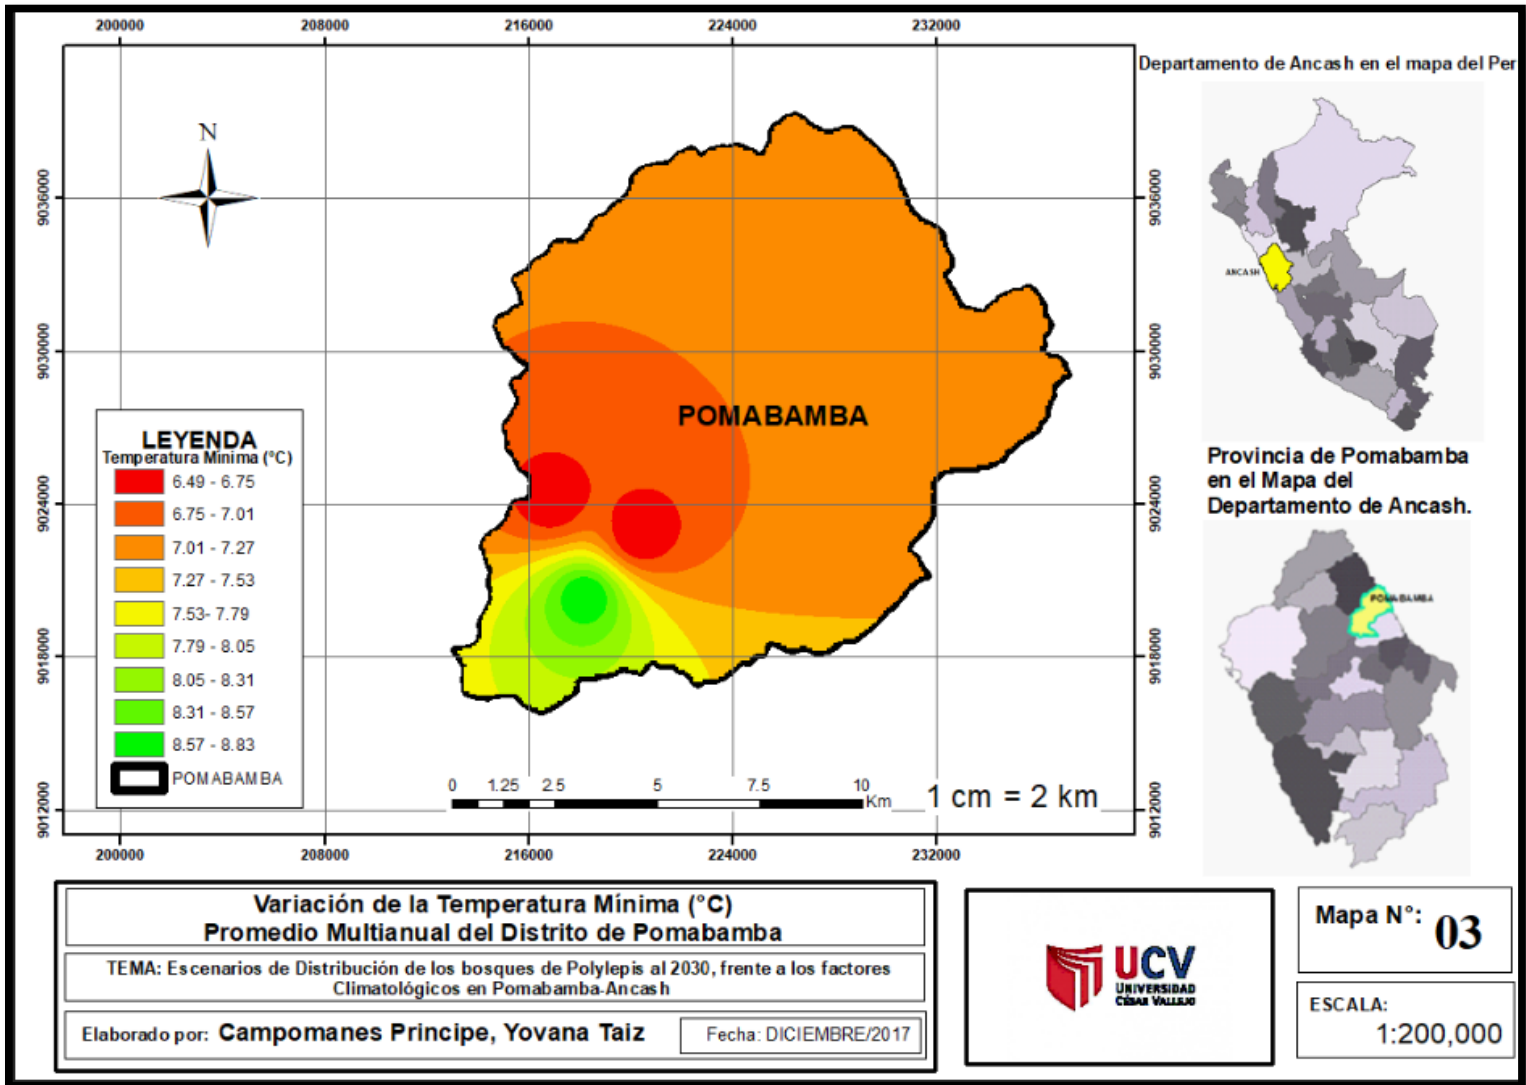 200000 208000 216000 224000 232000
Departamento de Ancash en el mapa del Per
N
9036000 9036000
ANCASH
9030000 9030000
POMABAMBA
LEYENDA
Temperatura Mínima (°C)
6.49 - 6.75
6.75 - 7.01
7.01 - 7.27
7.27 - 7.53
7.53- 7.79
7.79 - 8.05
8.05 - 8.31
8.31 - 8.57
8.57 - 8.83
POMABAMBA
Provincia de Pomabamba
en el Mapa del
Departamento de Ancash.
9024000 9024000
POMABAMBA
9018000 9018000
0 1.25 2.5 5 7.5 10
Km
1 cm = 2 km
9012000 9012000
200000 208000 216000 224000 232000
Variación de la Temperatura Mínima (°C)
Promedio Multianual del Distrito de Pomabamba
TEMA: Escenarios de Distribución de los bosques de Polylepis al 2030, frente a los factores
Climatológicos en Pomabamba-Ancash
Elaborado por: Campomanes Principe, Yovana Taiz
Fecha: DICIEMBRE/2017
UCV
UNIVERSIDAD
CÉSAR VALLEJO
Mapa N°: 03
ESCALA:
1:200,000